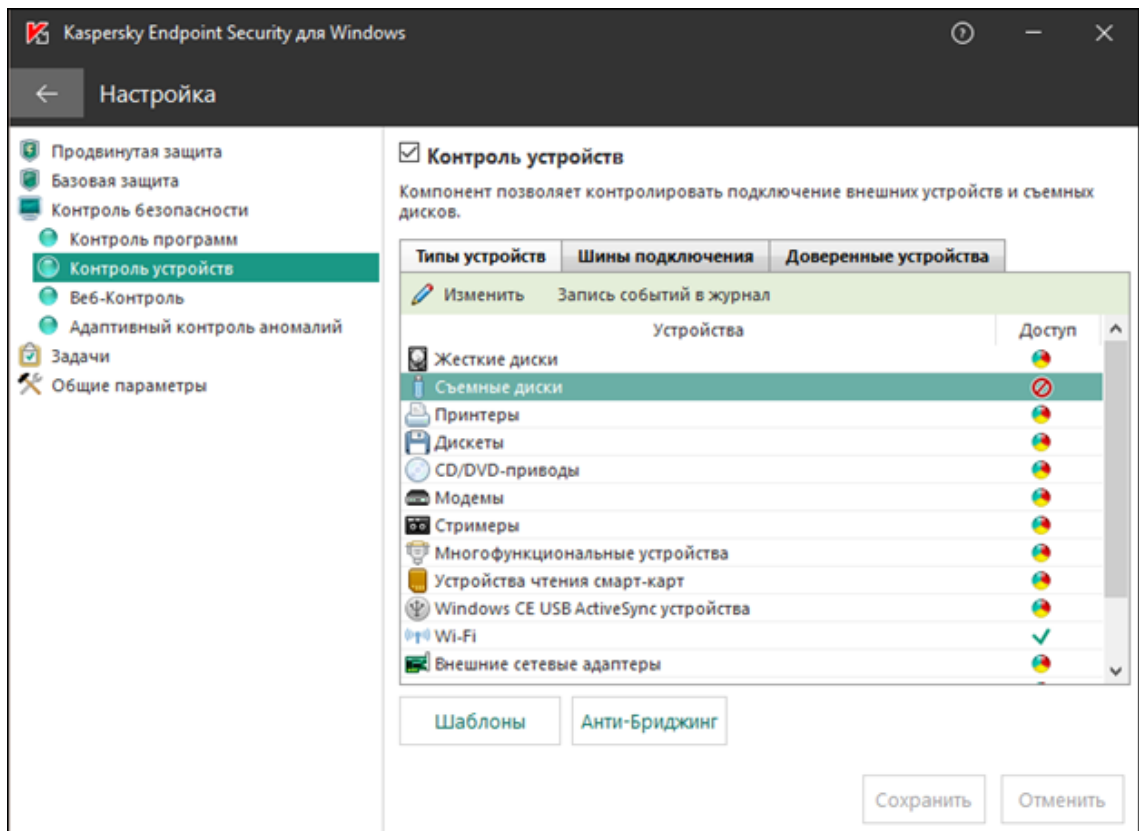 Kaspersky Endpoint Security для Windows
Настройка
Продвинутая защита
Базовая защита
Контроль безопасности
Контроль программ
Контроль устройств
Веб-Контроль
Адаптивный контроль аномалий
Задачи
Общие параметры
Контроль устройств
Компонент позволяет контролировать подключение внешних устройств и съемных
дисков.
Типы устройств Шины подключения Доверенные устройства
Изменить Запись событий в журнал
Устройства Доступ
Жесткие диски
Съемные диски
Принтеры
Дискеты
CD/DVD-приводы
Модемы
Стримеры
Многофункциональные устройства
Устройства чтения смарт-карт
Windows CE USB ActiveSync устройства
Wi-Fi
Внешние сетевые адаптеры
Шаблоны Анти-Бриджинг
Сохранить Отменить